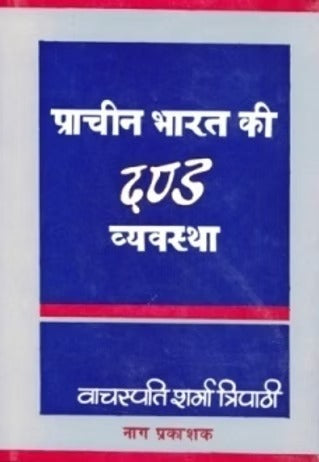 प्राचीन भारत की
दण्ड
व्यवस्था
वाचस्पति शर्मा त्रिपाठी
नाग प्रकाशक